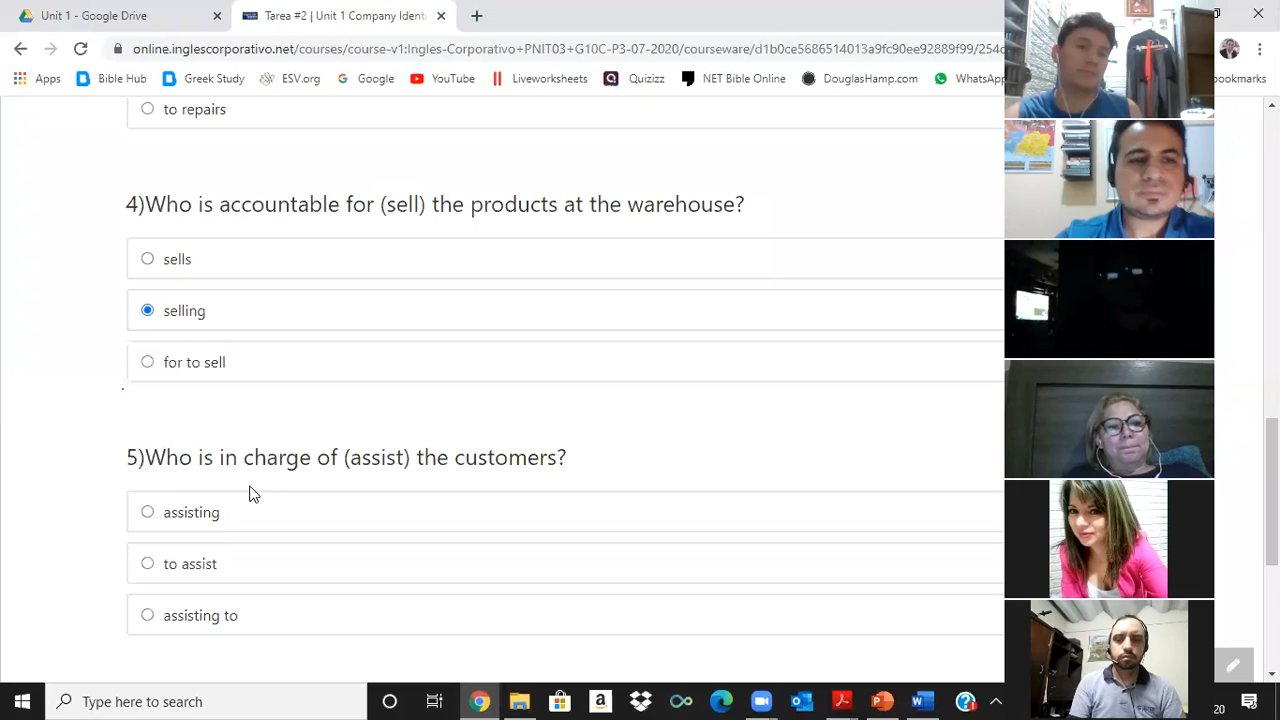 Unit 1 - Google Drive
Tarea #2 | Unit 1 Company Ident
online.inglescorporativo.net/courses/course-v1:Ingles-Corporativo+PNIT03+G10C-P3-07-2020/courseware/
Apps
Bible Hub
Greek Study
ESV.org
Google
YouTube
Liveworksheets
Quizizz
NET Bible Online
DouglasHamp.com
WhatsApp
bookmarks
to repairs
4)Who is accountable for (sell) the products at the warehouse?
sells
selling
for to sell
5)Who is in charge of (assist) the customers?
assisting
to assist
assisting to
Type here to
20